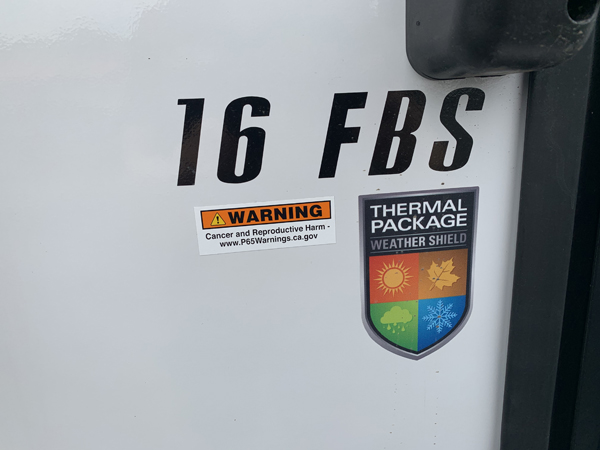 16 FBS
WARNING
Cancer and Reproductive Harm -
www.P65Warnings.ca.gov
THERMAL
PACKAGE
WEATHER SHIELD